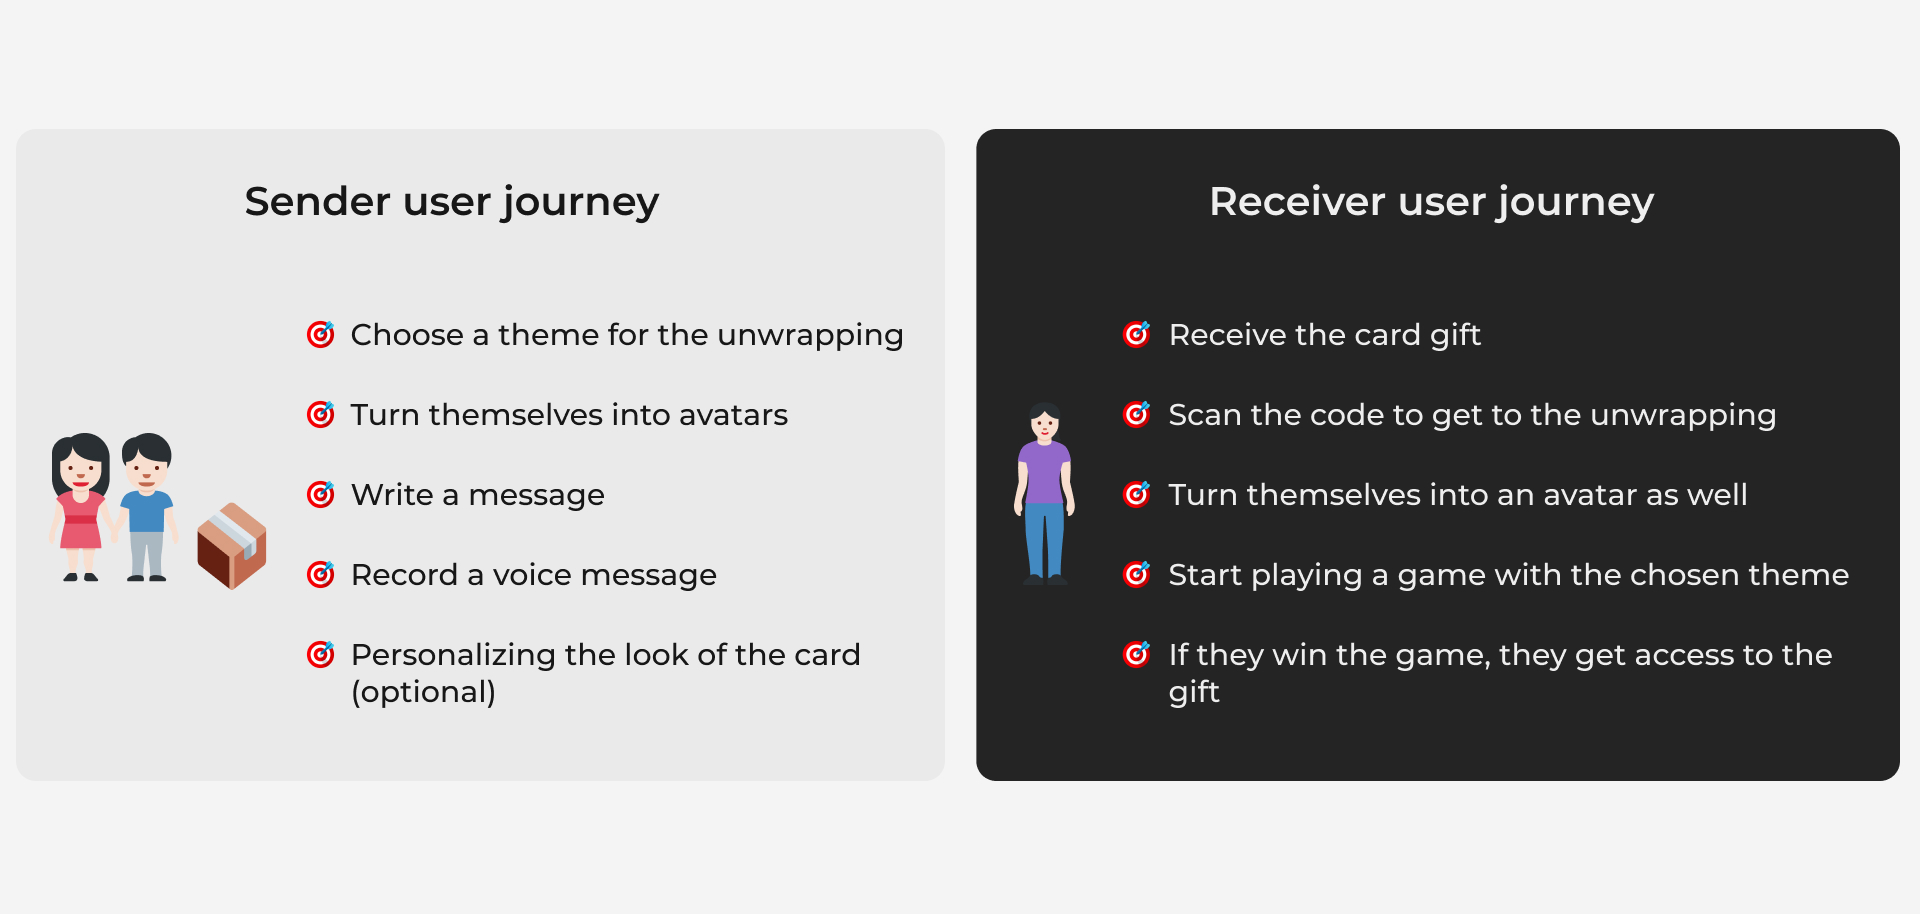 Sender user journey
Choose a theme for the unwrapping
Turn themselves into avatars
Write a message
Record a voice message
Personalizing the look of the card
(optional)
Receiver user journey
Receive the card gift
Scan the code to get to the unwrapping
Turn themselves into an avatar as well
Start playing a game with the chosen theme
If they win the game, they get access to the
gift